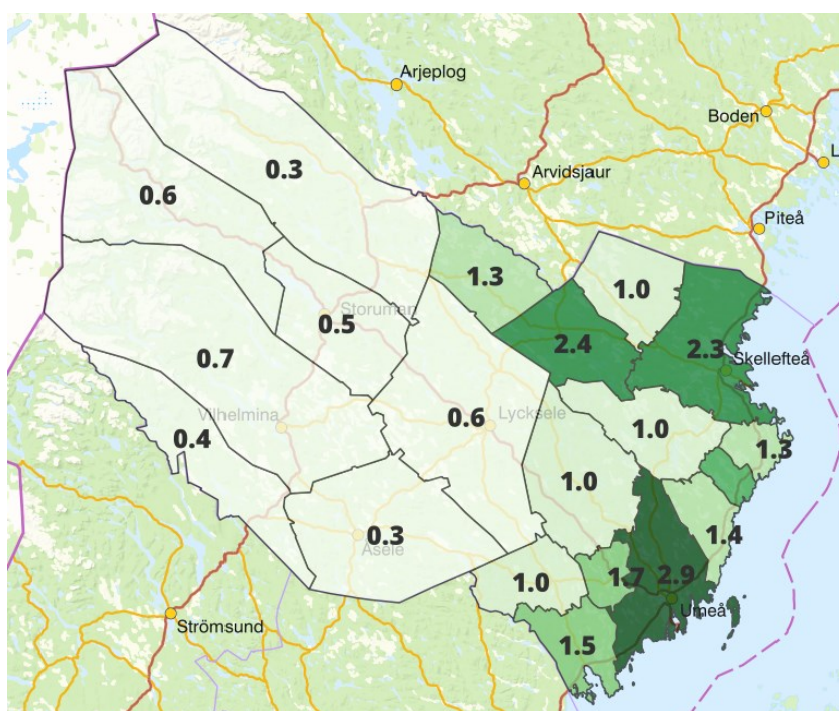 Arjeplog
Boden
L
Arvidsjaur
0.3
0.6
Piteå
1.3
1.0
Storuman
0.5
2.4
2.3
Skellefteå
0.7
Vilhelmina
0.6
Lycksele
1.0
0.4
1.3
1.0
0.3
Åsele
1.4
1.0
1.7
2.9
Umeå
Strömsund
1.5